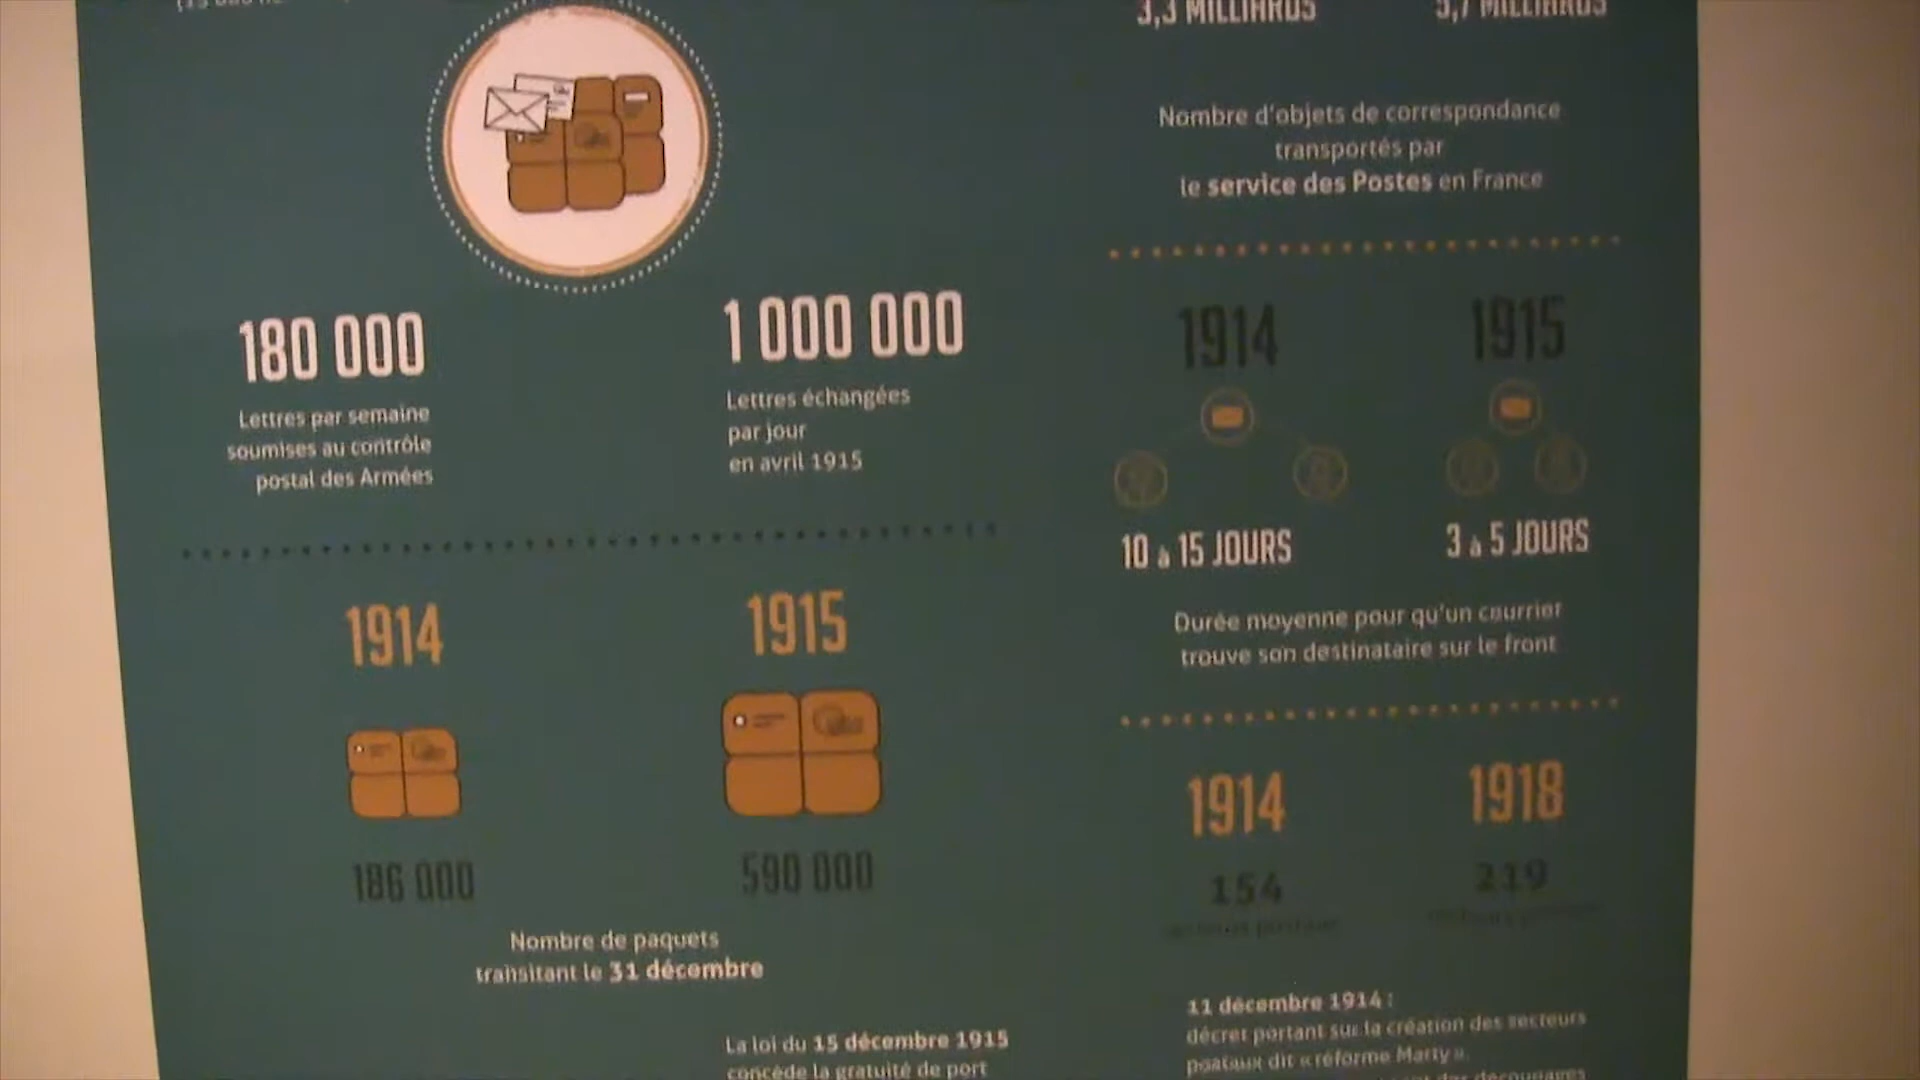 3,3 MILLIARDS
5,7 MILLIARDS
Nombre d'objets de correspondance
transportés par
le service des Postes en France
180 000
Lettres par semaine
soumises au contrôle
postal des Armées
1 000 000
Lettres échangées
par jour
en avril 1915
1914
1915
10 à 15 JOURS
3 à 5 JOURS
Durée moyenne pour qu'un courrier
trouve son destinataire sur le front
1914
1915
186 000
590 000
Nombre de paquets
transitant le 31 décembre
La loi du 15 décembre 1915
concède la gratuité de port
1914
1918
154
219
secteurs postaux
11 décembre 1914 :
décret portant sur la création des secteurs
postaux dit « réforme Marty ».
des découpages